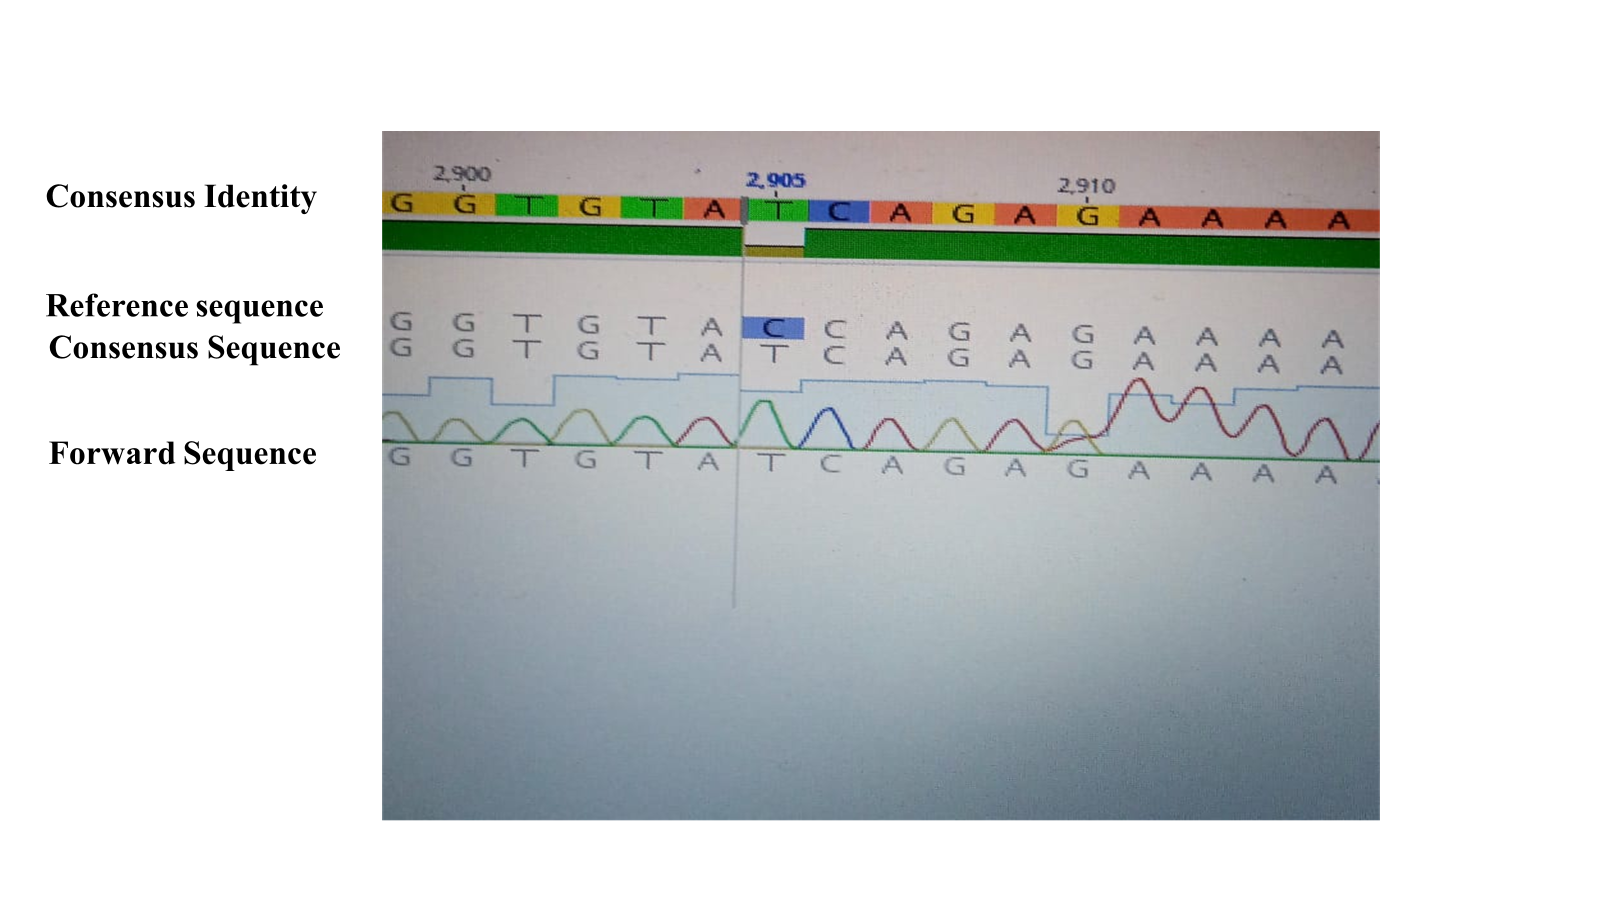 2,900 2,905 2,910
Consensus Identity G G T G T A T C A G A G A A A A
Reference sequence G G T G T A C C A G A G A A A A
Consensus Sequence G G T G T A T C A G A G A A A A
Forward Sequence G G T G T A T C A G A G A A A A